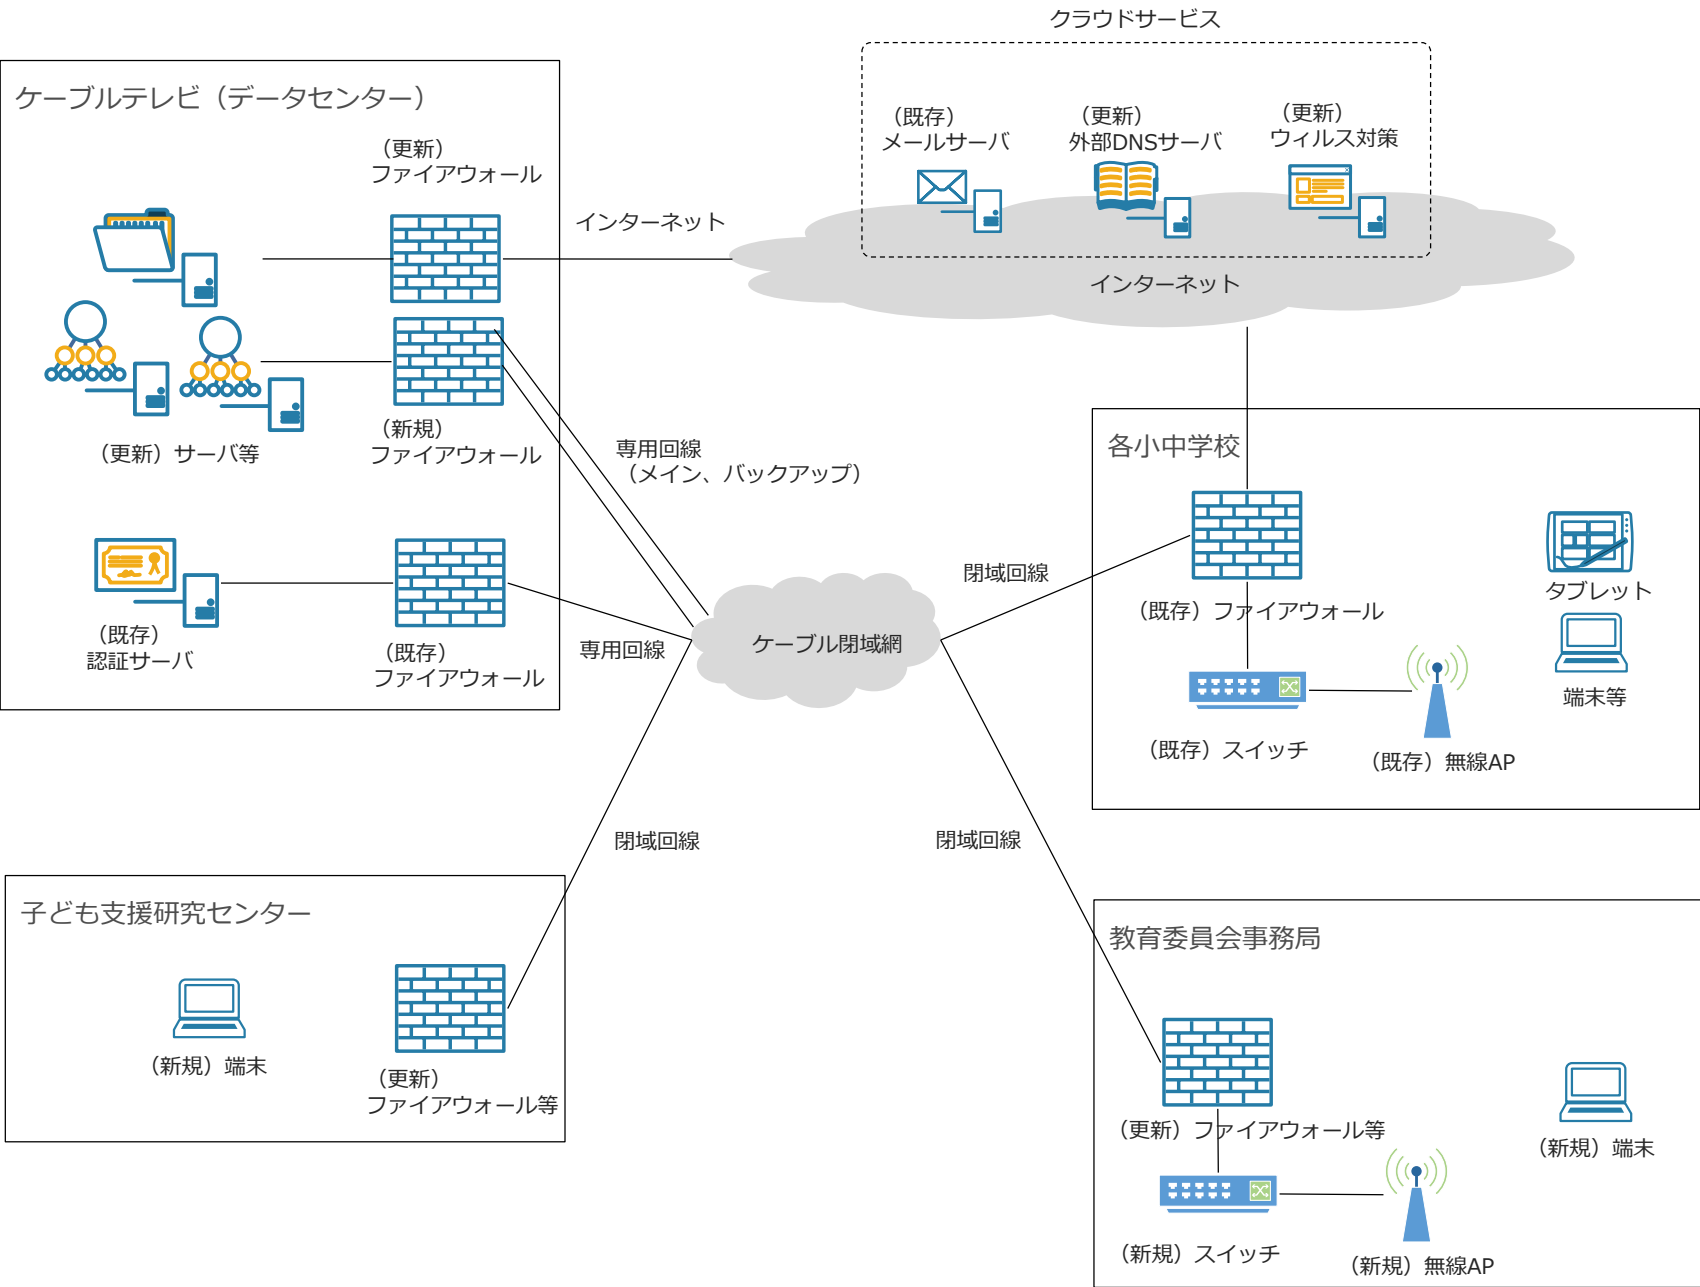 クラウドサービス
ケーブルテレビ（データセンター）
（更新）
ファイアウォール
（既存）
メールサーバ
（更新）
外部DNSサーバ
（更新）
ウィルス対策
インターネット
インターネット
（新規）
ファイアウォール
（更新）サーバ等
専用回線
（メイン、バックアップ）
各小中学校
（既存）
認証サーバ
（既存）
ファイアウォール
専用回線
ケーブル閉域網
閉域回線
（既存）ファイアウォール
タブレット
端末等
（既存）スイッチ
（既存）無線AP
閉域回線
閉域回線
子ども支援研究センター
（新規）端末
（更新）
ファイアウォール等
教育委員会事務局
（更新）ファイアウォール等
（新規）端末
（新規）スイッチ
（新規）無線AP